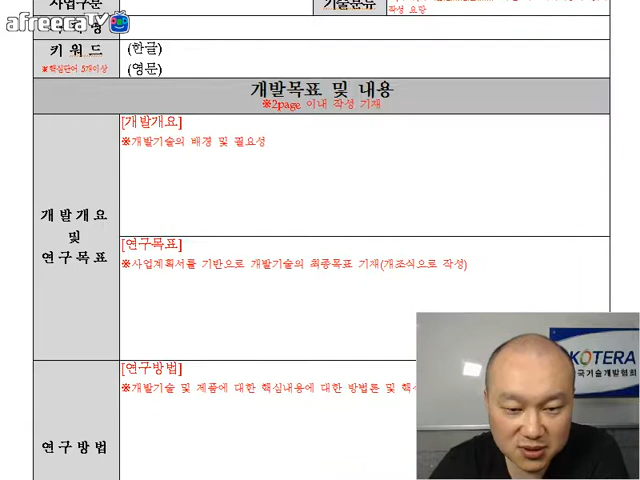 사업구분
기술분류
작성 요망
afreecaTV
명
키 워 드
(한글)
※핵심단어 5개이상
(영문)
개발목표 및 내용
※2page 이내 작성 기재
[개발개요]
※개발기술의 배경 및 필요성
개 발 개 요
및
연 구 목 표
[연구목표]
※사업계획서를 기반으로 개발기술의 최종목표 기재(개조식으로 작성)
[연구방법]
※개발기술 및 제품에 대한 핵심내용에 대한 방법론 및 핵
연 구 방 법
KOTERA
국기술개발협회